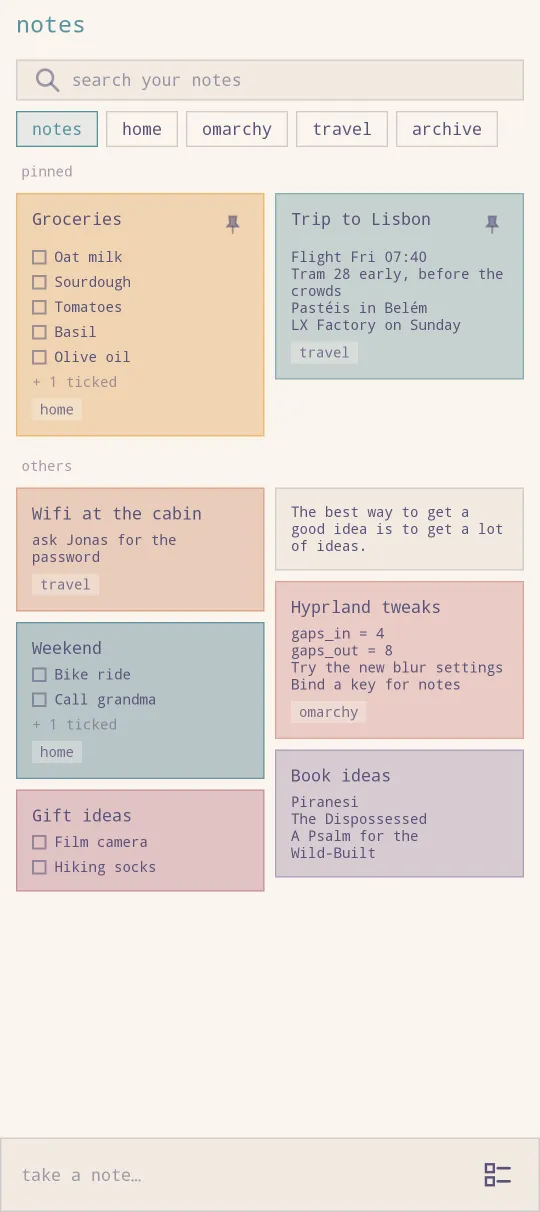 notes
search your notes
notes home omarchy travel archive
pinned
Groceries
Oat milk
Sourdough
Tomatoes
Basil
Olive oil
+ 1 ticked
home
Trip to Lisbon
Flight Fri 07:40
Tram 28 early, before the
crowds
Pastéis in Belém
LX Factory on Sunday
travel
others
Wifi at the cabin
ask Jonas for the
password
travel
The best way to get a
good idea is to get a lot
of ideas.
Weekend
Bike ride
Call grandma
+ 1 ticked
home
Hyprland tweaks
gaps_in = 4
gaps_out = 8
Try the new blur settings
Bind a key for notes
omarchy
Gift ideas
Film camera
Hiking socks
Book ideas
Piranesi
The Dispossessed
A Psalm for the
Wild-Built
take a note…